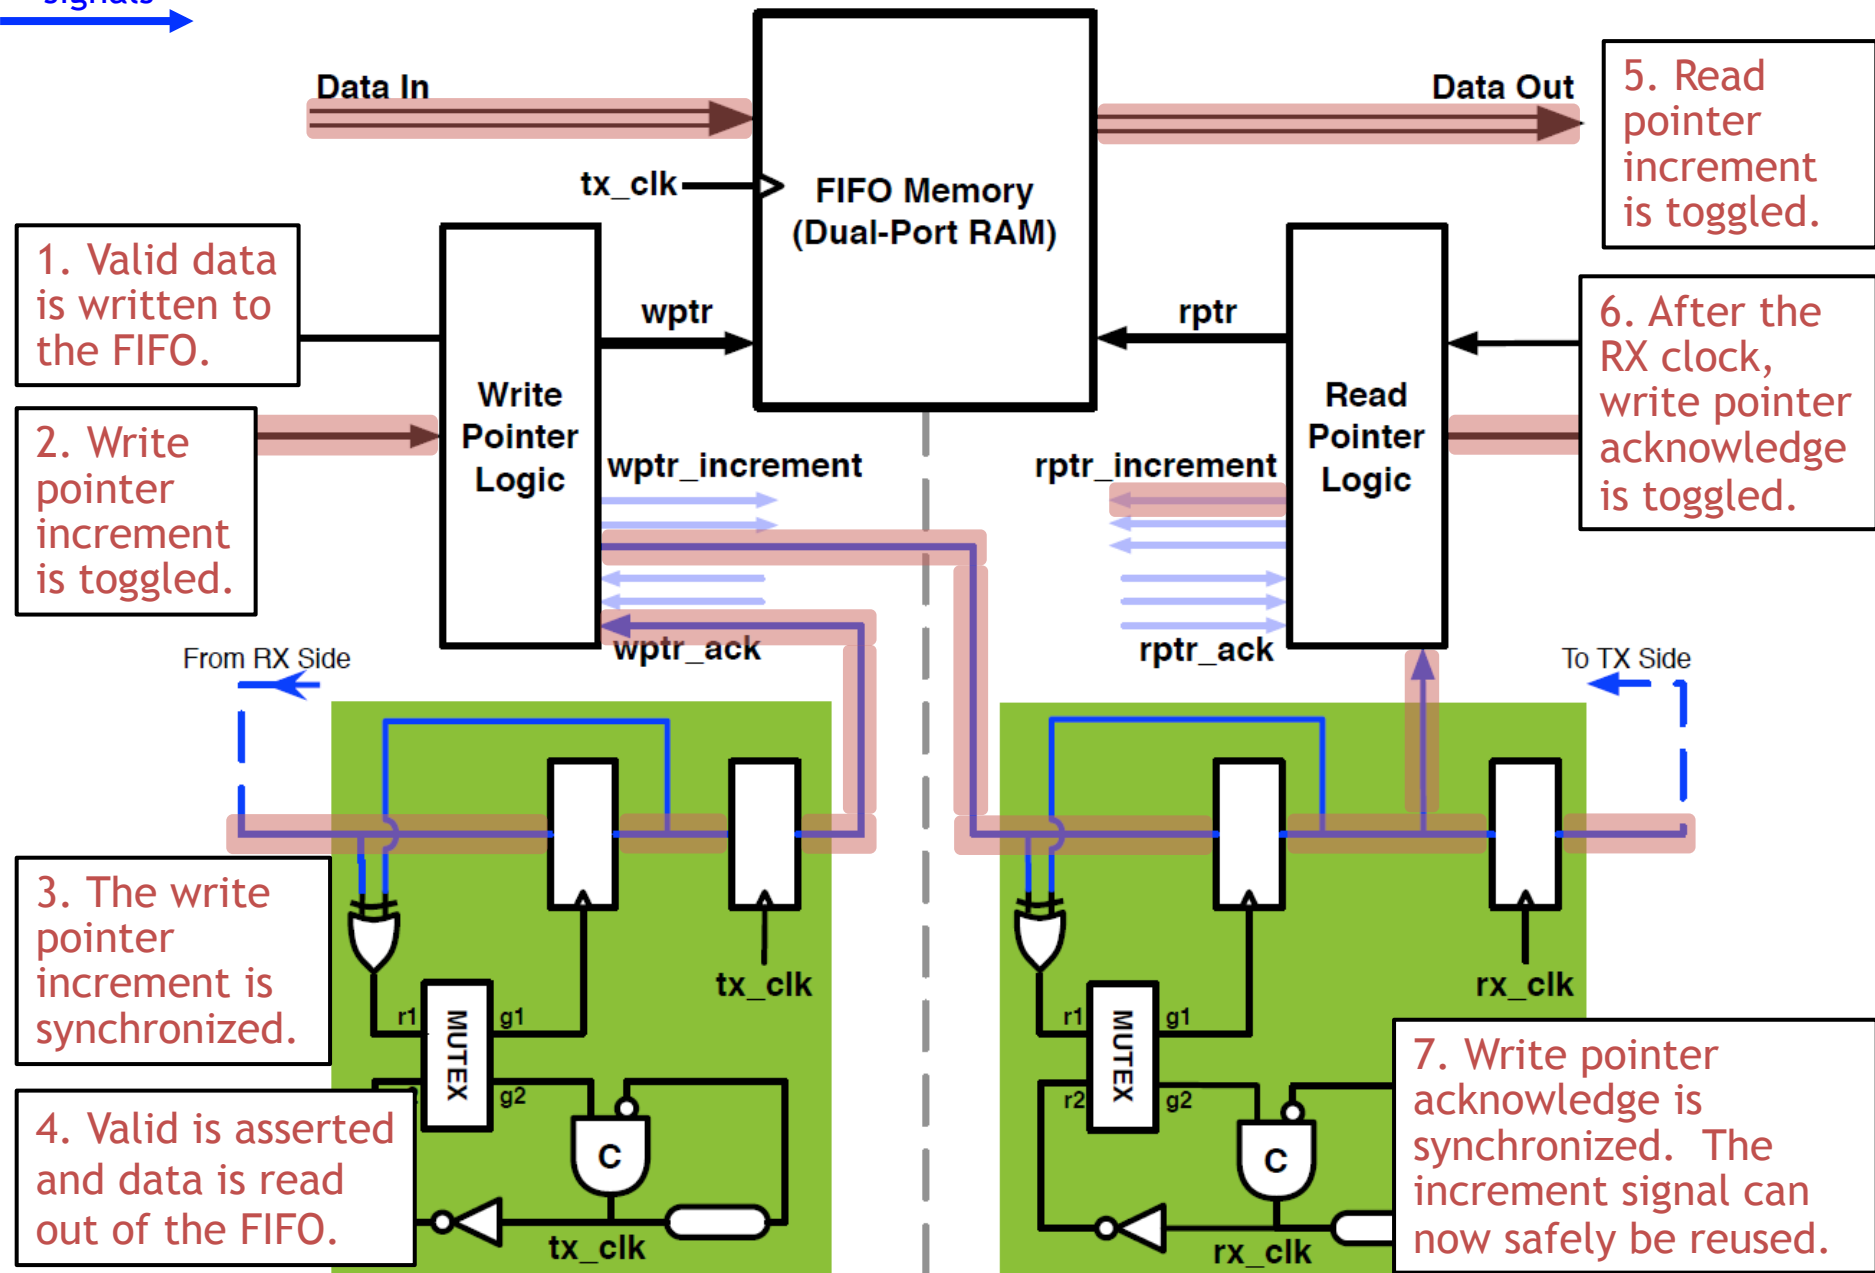 signals
Data In
Data Out
tx_clk
FIFO Memory
(Dual-Port RAM)
5. Read
pointer
increment
is toggled.
1. Valid data
is written to
the FIFO.
wptr
rptr
6. After the
RX clock,
write pointer
acknowledge
is toggled.
Write
Pointer
Logic
Read
Pointer
Logic
2. Write
pointer
increment
is toggled.
wptr_increment
rptr_increment
wptr_ack
rptr_ack
From RX Side
To TX Side
3. The write
pointer
increment is
synchronized.
tx_clk
rx_clk
r1
MUTEX
g1
g2
C
tx_clk
r1
r2
MUTEX
g1
g2
C
rx_clk
4. Valid is asserted
and data is read
out of the FIFO.
7. Write pointer
acknowledge is
synchronized. The
increment signal can
now safely be reused.